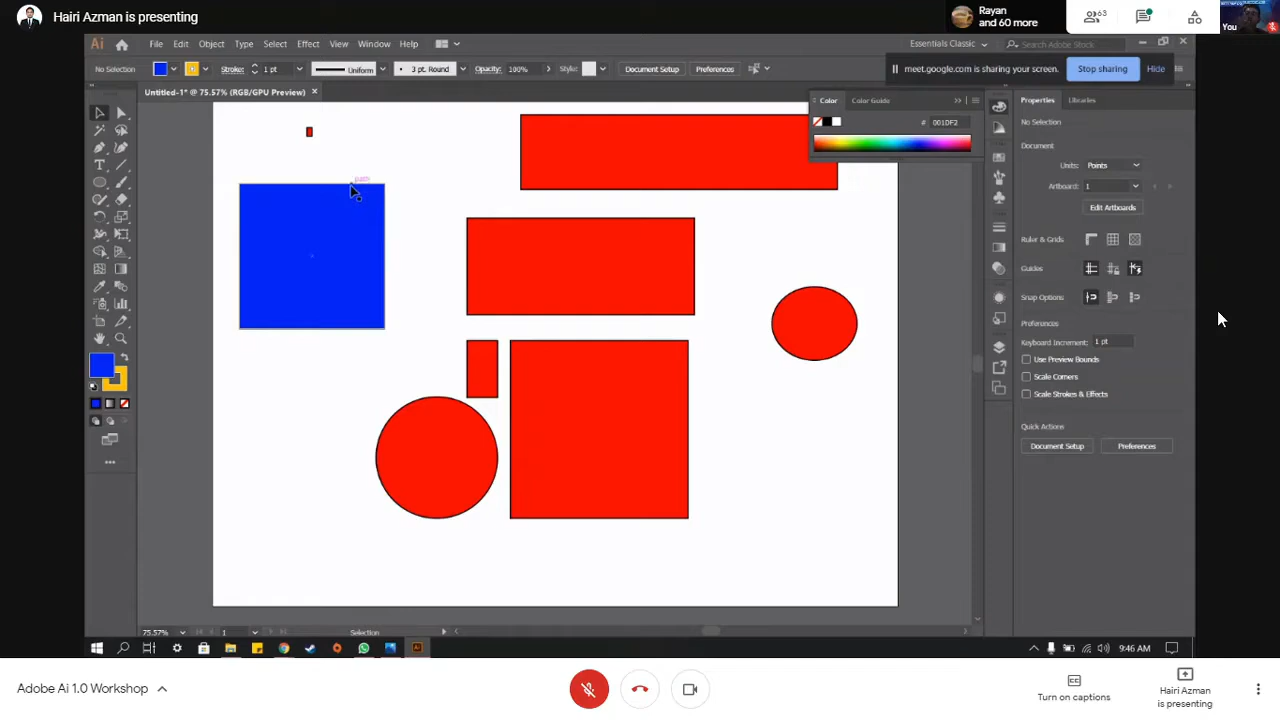 Hairi Azman is presenting
Rayan
and 60 more
63
You
Ai
File Edit Object Type Select Effect View Window Help
Essentials Classic
Search Adobe Stock
No Selection
Stroke: 1 pt
Uniform
3 pt. Round
Opacity: 100%
Style:
Document Setup
Preferences
meet.google.com is sharing your screen.
Stop sharing
Hide
Untitled-1* @ 75.57% (RGB/GPU Preview)
Color
Color Guide
# 001DF2
Properties
Libraries
No Selection
Document
Units: Points
Artboard: 1
Edit Artboards
Ruler & Grids
Guides
Snap Options
Preferences
Keyboard Increment: 1 pt
Use Preview Bounds
Scale Corners
Scale Strokes & Effects
Quick Actions
Document Setup
Preferences
path
75.57%
1
Selection
9:46 AM
Adobe Ai 1.0 Workshop
Turn on captions
Hairi Azman
is presenting